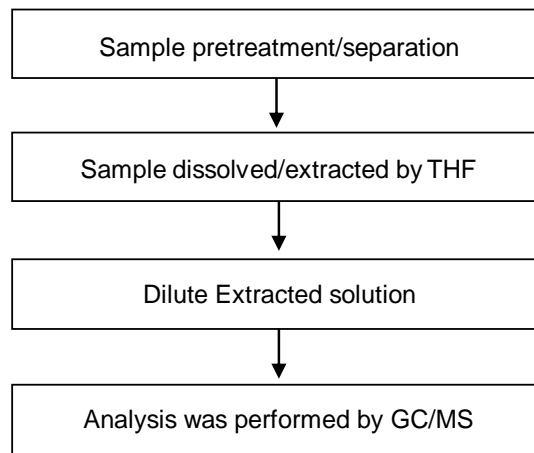 Sample pretreatment/separation
Sample dissolved/extracted by THF
Dilute Extracted solution
Analysis was performed by GC/MS